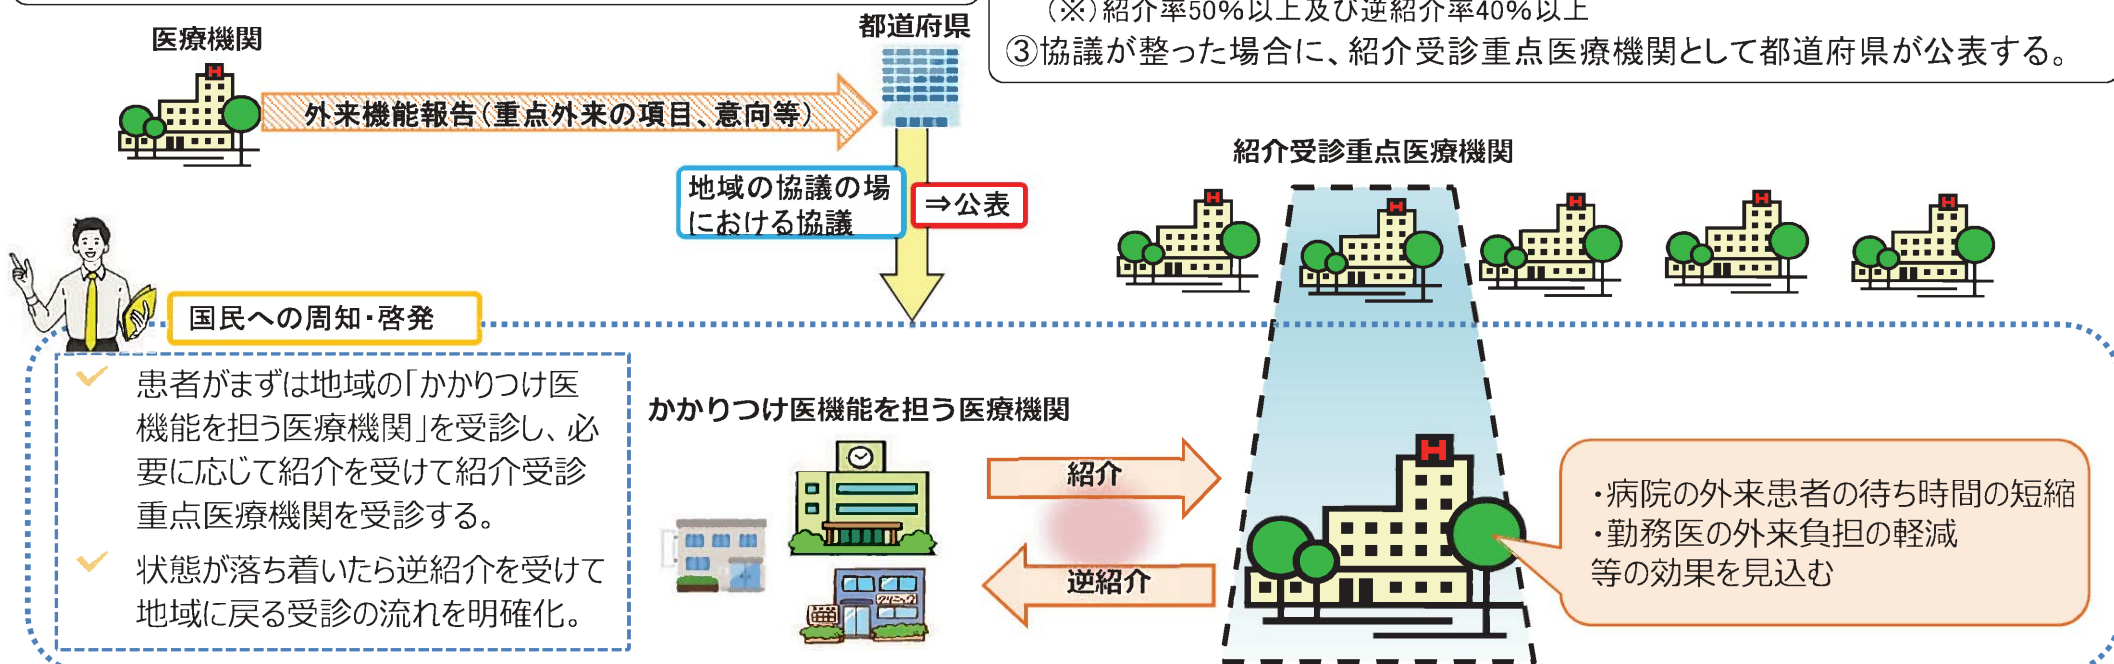 (※)紹介率50%以上及び逆紹介率40%以上
③協議が整った場合に、紹介受診重点医療機関として都道府県が公表する。
医療機関
都道府県
外来機能報告(重点外来の項目、意向等)
地域の協議の場
における協議
⇒公表
紹介受診重点医療機関
H
H
H
H
H
H
国民への周知・啓発
患者がまずは地域の「かかりつけ医
機能を担う医療機関」を受診し、必
要に応じて紹介を受けて紹介受診
重点医療機関を受診する。
状態が落ち着いたら逆紹介を受けて
地域に戻る受診の流れを明確化。
かかりつけ医機能を担う医療機関
クリニック
紹介
逆紹介
H
・病院の外来患者の待ち時間の短縮
・勤務医の外来負担の軽減
等の効果を見込む